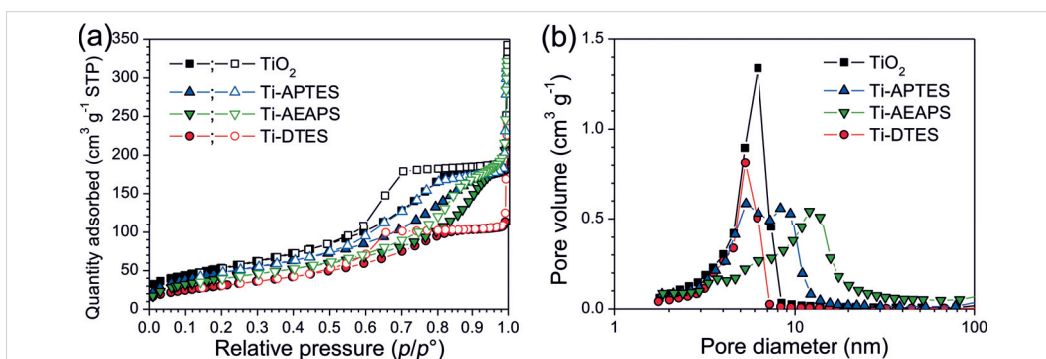 (a)
350
300
250
200
150
100
50
0
Quantity adsorbed (cm³ g⁻¹ STP)
TiO₂
Ti-APTES
Ti-AEAPS
Ti-DTES
0.0 0.1 0.2 0.3 0.4 0.5 0.6 0.7 0.8 0.9 1.0
Relative pressure (p/p°)
(b)
1.5
1.0
0.5
0.0
Pore volume (cm³ g⁻¹)
TiO₂
Ti-APTES
Ti-AEAPS
Ti-DTES
1 10 100
Pore diameter (nm)